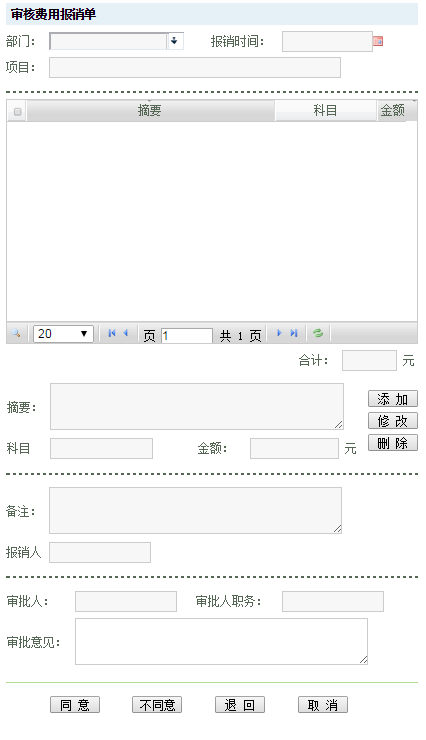 审核费用报消单
部门： 报销时间：
项目：
摘要 科目 金额
20 页 1 共 1 页
合计： 元
摘要：
添 加
修 改
删 除
科目 金额： 元
备注：
报销人
审批人： 审批人职务：
审批意见：
同 意 不同意 退 回 取 消